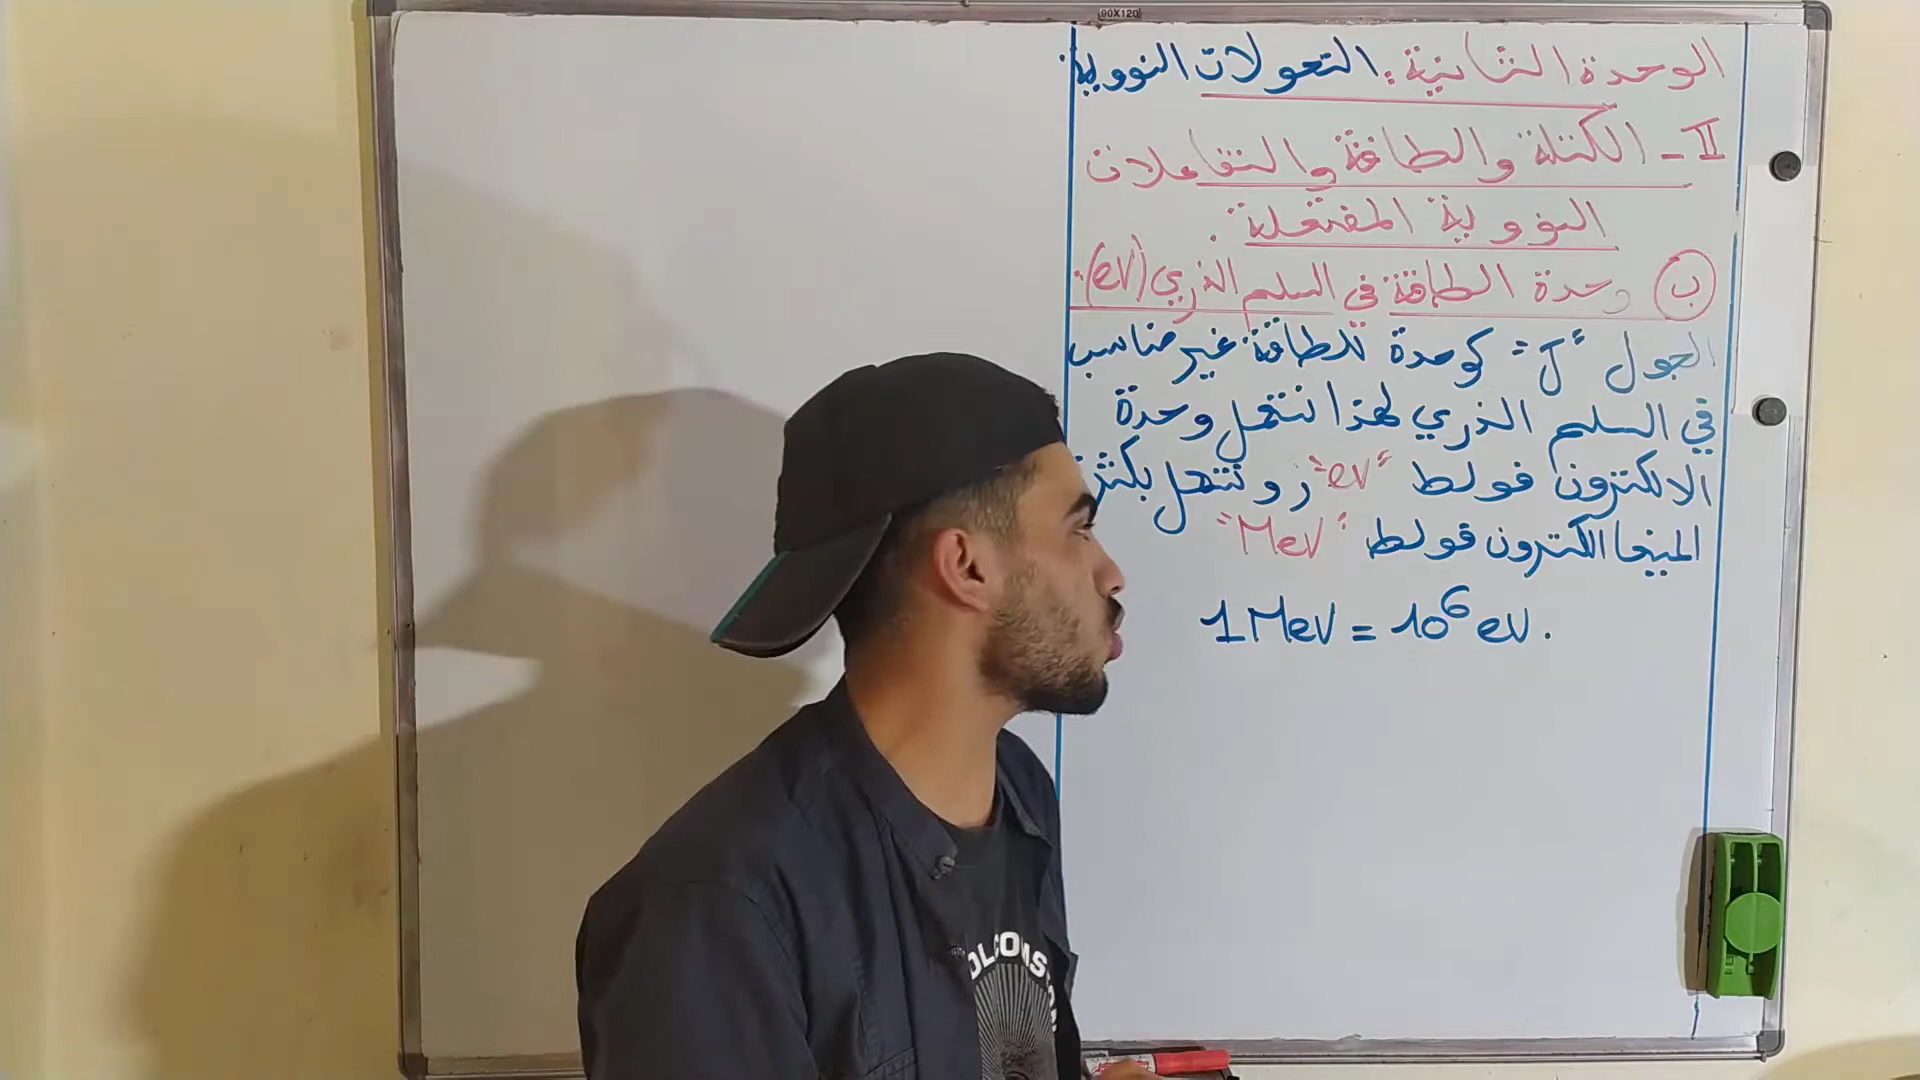 90X120
الوحدة الثانية: التحولات النووية.
II - الكتلة والطاقة والتفاعلات
النووية المفتعلة.
ب) وحدة الطاقة في السلم الذري (eV).
الجول "J" كوحدة للطاقة غير مناسب
في السلم الذري لهذا نستعمل وحدة
الالكترون فولط "eV" ونستعمل بكثرة
الميغا الكترون فولط "MeV"
1 MeV = 10⁶ eV.